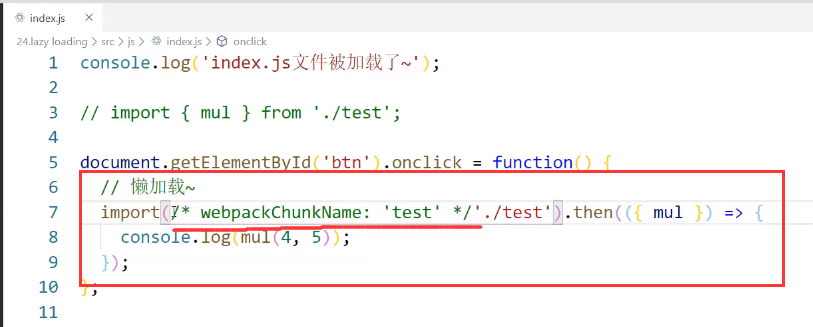 index.js
24.lazy loading > src > js > index.js > onclick
1 console.log('index.js文件被加载了~');
2
3 // import { mul } from './test';
4
5 document.getElementById('btn').onclick = function() {
6 // 懒加载~
7 import(/* webpackChunkName: 'test' */'./test').then(({ mul }) => {
8 console.log(mul(4, 5));
9 });
10 };
11